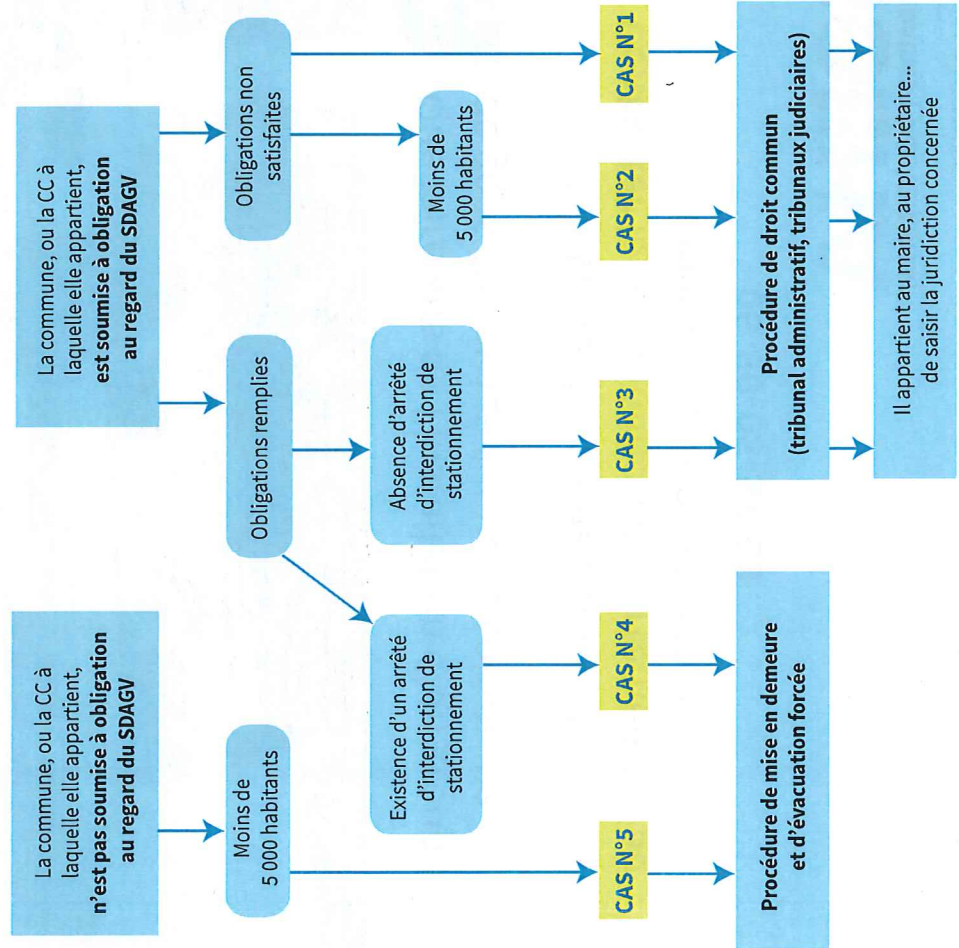 La commune, ou la CC à
laquelle elle appartient,
n'est pas soumise à obligation
au regard du SDAGV
La commune, ou la CC à
laquelle elle appartient,
est soumise à obligation
au regard du SDAGV
Moins de
5 000 habitants
Obligations remplies
Obligations non
satisfaites
Existence d'un arrêté
d'interdiction de
stationnement
Absence d'arrêté
d'interdiction de
stationnement
Moins de
5 000 habitants
CAS N°5
CAS N°4
CAS N°3
CAS N°2
CAS N°1
Procédure de mise en demeure
et d'évacuation forcée
Procédure de droit commun
(tribunal administratif, tribunaux judiciaires)
Il appartient au maire, au propriétaire...
de saisir la juridiction concernée